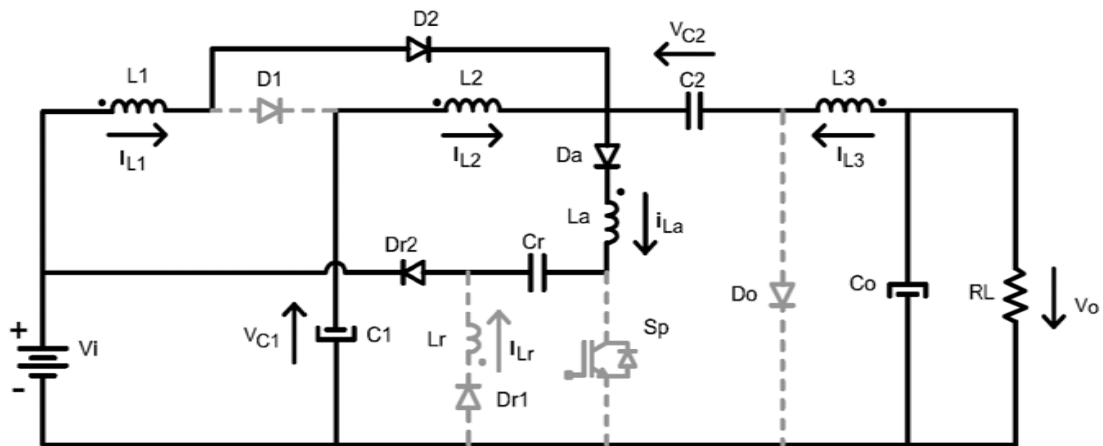 D2
VC2
L1
D1
L2
C2
L3
IL1
IL2
Da
IL3
La
iLa
Dr2
Cr
+
Vi
-
VC1
C1
Lr
ILr
Dr1
Sp
Do
Co
RL
Vo